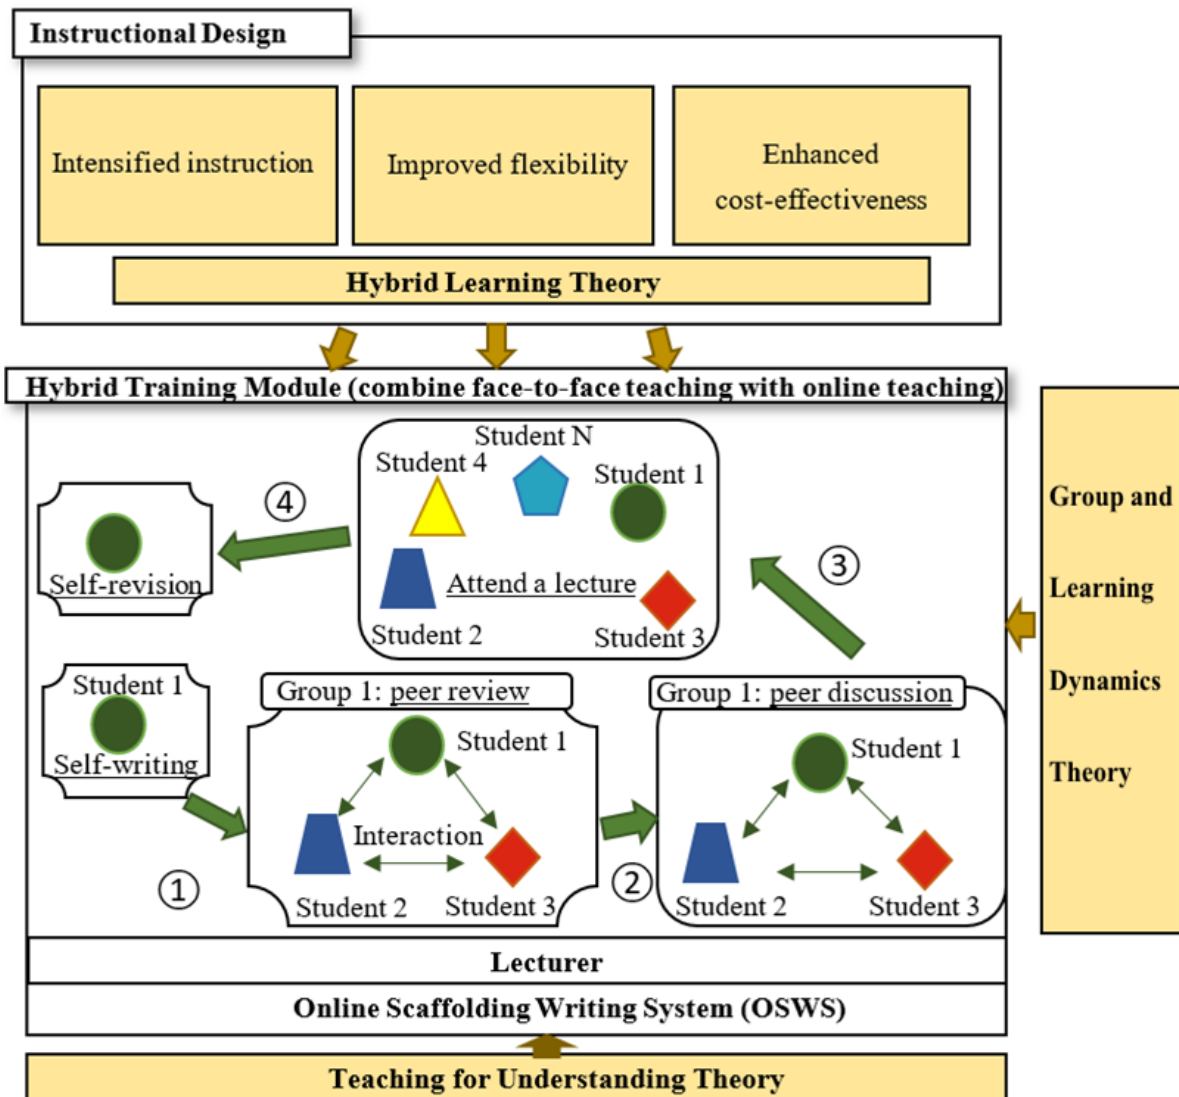 Instructional Design
Intensified instruction
Improved flexibility
Enhanced
cost-effectiveness
Hybrid Learning Theory
Hybrid Training Module (combine face-to-face teaching with online teaching)
Student N
Student 4
Student 1
④
Self-revision
Attend a lecture
Student 2
Student 3
③
Group and
Learning
Dynamics
Theory
Student 1
Self-writing
①
Group 1: peer review
Student 1
Interaction
Student 2
Student 3
②
Group 1: peer discussion
Student 1
Student 2
Student 3
Lecturer
Online Scaffolding Writing System (OSWS)
Teaching for Understanding Theory